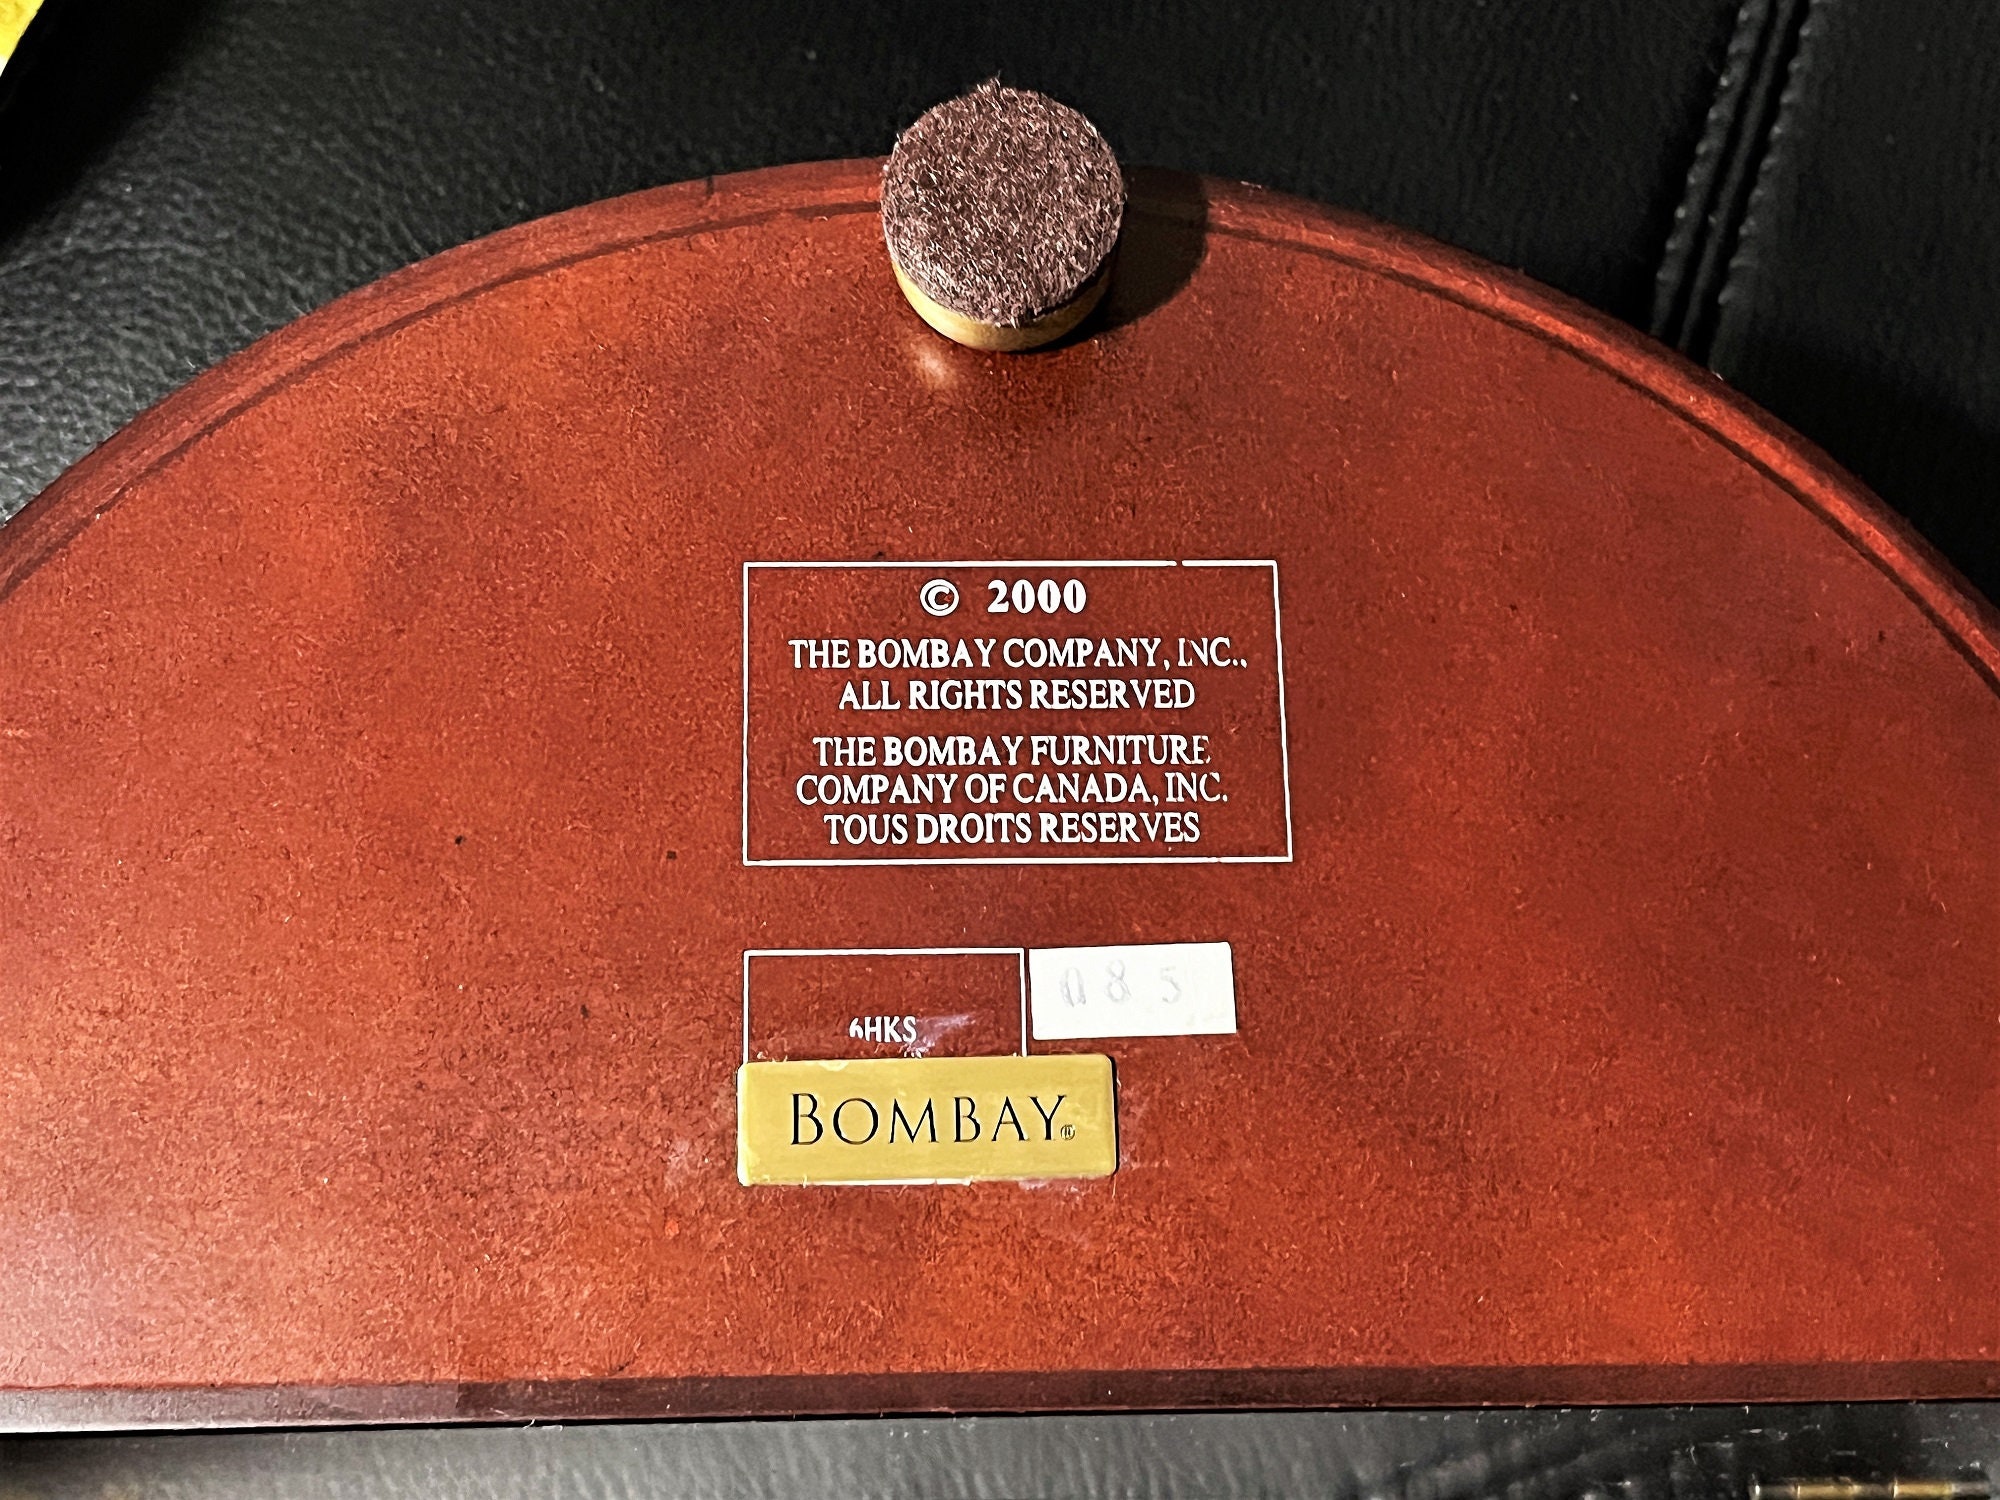 © 2000
THE BOMBAY COMPANY, INC.,
ALL RIGHTS RESERVED
THE BOMBAY FURNITURE
COMPANY OF CANADA, INC.
TOUS DROITS RESERVES
085
6HKS
BOMBAY®